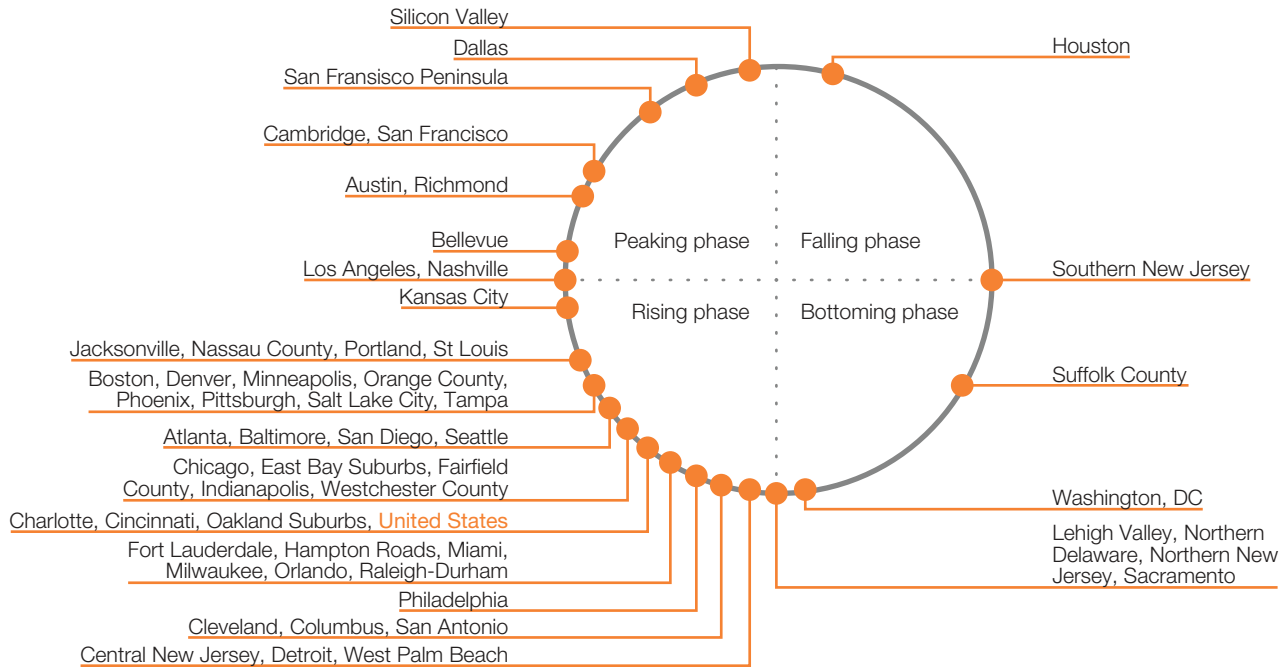 Silicon Valley
Dallas
San Fransisco Peninsula
Cambridge, San Francisco
Austin, Richmond
Bellevue
Los Angeles, Nashville
Kansas City
Jacksonville, Nassau County, Portland, St Louis
Boston, Denver, Minneapolis, Orange County,
Phoenix, Pittsburgh, Salt Lake City, Tampa
Atlanta, Baltimore, San Diego, Seattle
Chicago, East Bay Suburbs, Fairfield
County, Indianapolis, Westchester County
Charlotte, Cincinnati, Oakland Suburbs, United States
Fort Lauderdale, Hampton Roads, Miami,
Milwaukee, Orlando, Raleigh-Durham
Philadelphia
Cleveland, Columbus, San Antonio
Central New Jersey, Detroit, West Palm Beach
Peaking phase
Falling phase
Rising phase
Bottoming phase
Houston
Southern New Jersey
Suffolk County
Washington, DC
Lehigh Valley, Northern
Delaware, Northern New
Jersey, Sacramento